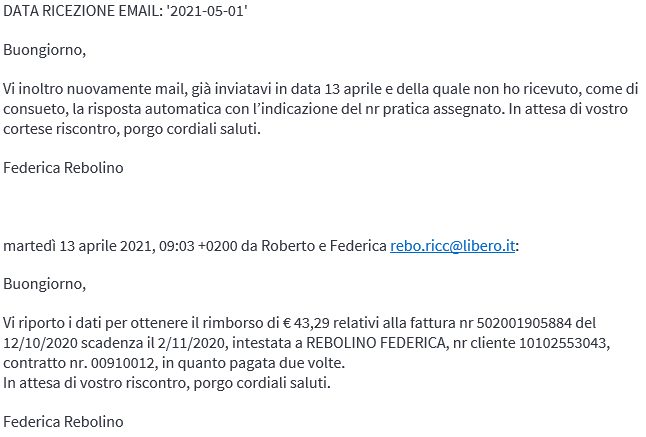 DATA RICEZIONE EMAIL: '2021-05-01'
Buongiorno,
Vi inoltro nuovamente mail, già inviatavi in data 13 aprile e della quale non ho ricevuto, come di
consueto, la risposta automatica con l’indicazione del nr pratica assegnato. In attesa di vostro
cortese riscontro, porgo cordiali saluti.
Federica Rebolino
martedì 13 aprile 2021, 09:03 +0200 da Roberto e Federica rebo.ricc@libero.it:
Buongiorno,
Vi riporto i dati per ottenere il rimborso di € 43,29 relativi alla fattura nr 502001905884 del
12/10/2020 scadenza il 2/11/2020, intestata a REBOLINO FEDERICA, nr cliente 10102553043,
contratto nr. 00910012, in quanto pagata due volte.
In attesa di vostro riscontro, porgo cordiali saluti.
Federica Rebolino